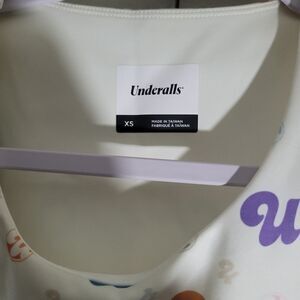 Underalls
XS
MADE IN TAIWAN
FABRIQUÉ À TAIWAN
u